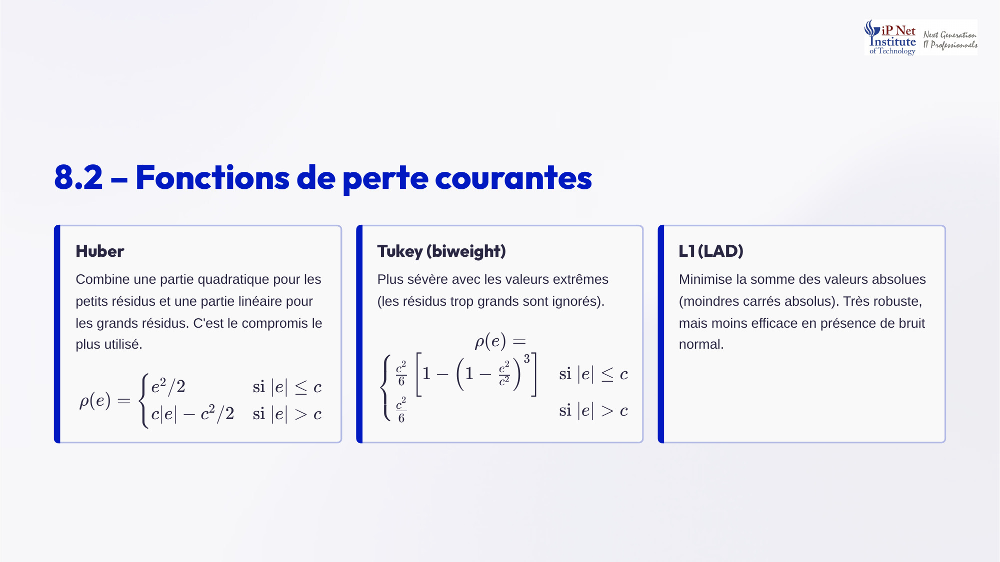 iP Net
Institute
of Technology
Next Generation
IT Professionnels
8.2 – Fonctions de perte courantes
Huber
Combine une partie quadratique pour les
petits résidus et une partie linéaire pour
les grands résidus. C'est le compromis le
plus utilisé.
ρ(e) = { e²/2 si |e| ≤ c
c|e| − c²/2 si |e| > c
Tukey (biweight)
Plus sévère avec les valeurs extrêmes
(les résidus trop grands sont ignorés).
ρ(e) =
{ c²/6 [1 − (1 − e²/c²)³] si |e| ≤ c
c²/6 si |e| > c
L1 (LAD)
Minimise la somme des valeurs absolues
(moindres carrés absolus). Très robuste,
mais moins efficace en présence de bruit
normal.